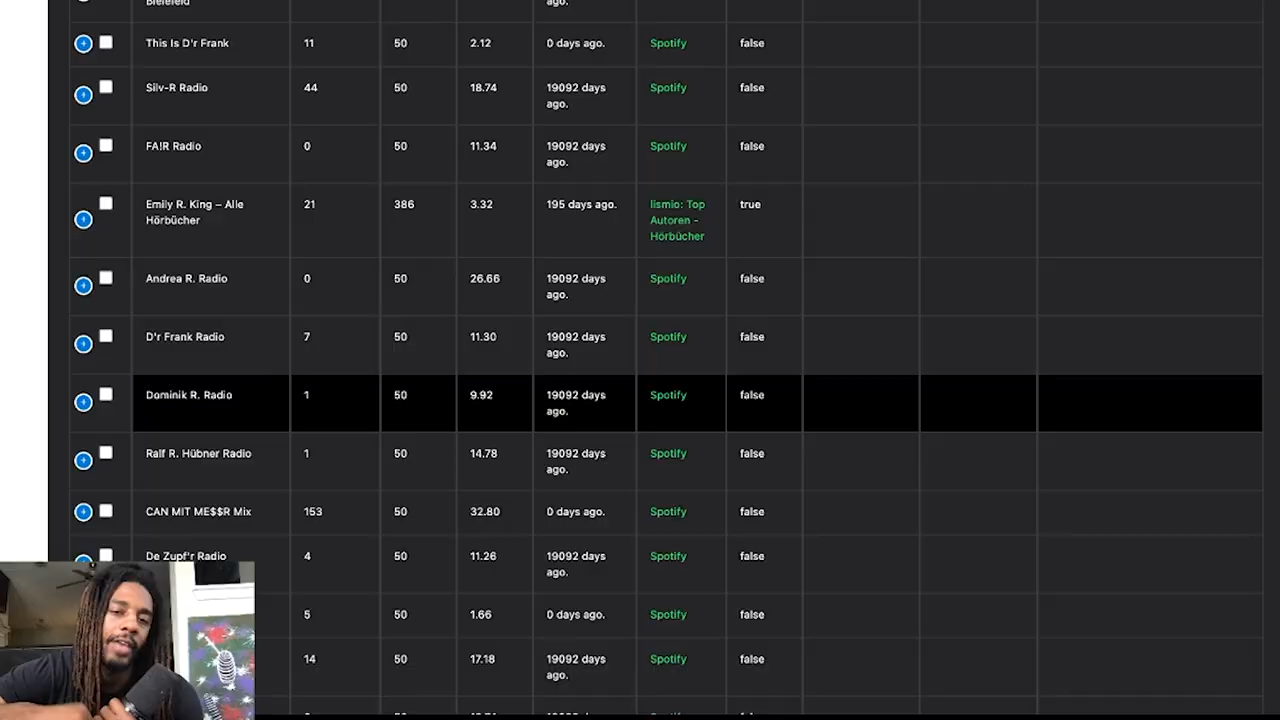 Bielefeld
ago.
This Is D'r Frank 11 50 2.12 0 days ago. Spotify false
Silv-R Radio 44 50 18.74 19092 days Spotify false
ago.
FA!R Radio 0 50 11.34 19092 days Spotify false
ago.
Emily R. King – Alle 21 386 3.32 195 days ago. lismio: Top true
Hörbücher Autoren -
Hörbücher
Andrea R. Radio 0 50 26.66 19092 days Spotify false
ago.
D'r Frank Radio 7 50 11.30 19092 days Spotify false
ago.
Dominik R. Radio 1 50 9.92 19092 days Spotify false
ago.
Ralf R. Hübner Radio 1 50 14.78 19092 days Spotify false
ago.
CAN MIT ME$$R Mix 153 50 32.80 0 days ago. Spotify false
De Zupf'r Radio 4 50 11.26 19092 days Spotify false
ago.
5 50 1.66 0 days ago. Spotify false
14 50 17.18 19092 days Spotify false
ago.